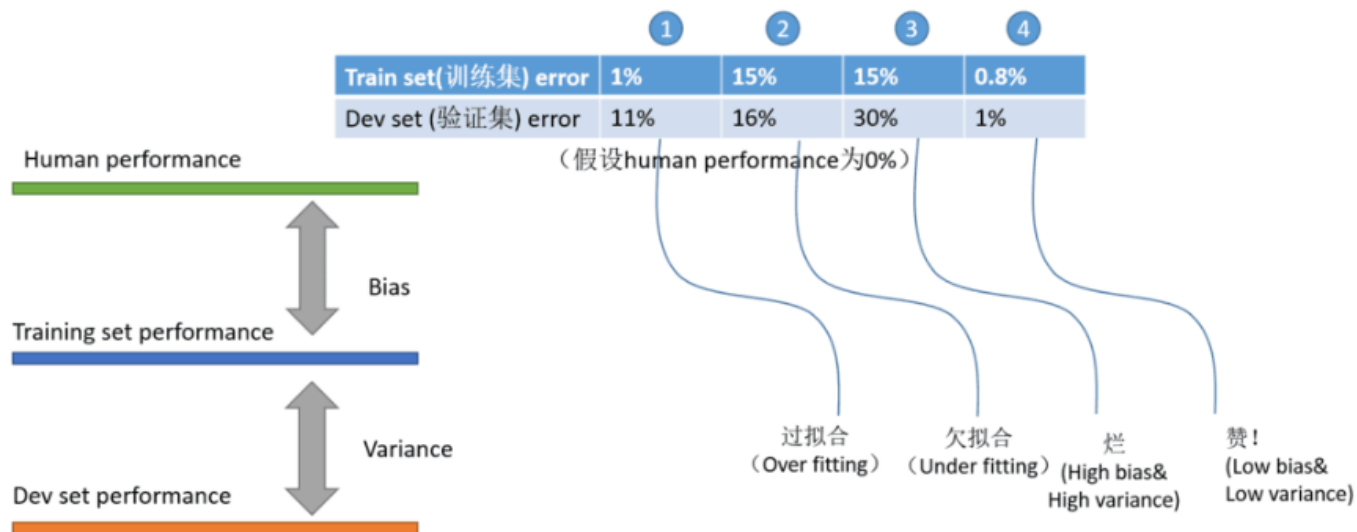 1 2 3 4
Train set(训练集) error 1% 15% 15% 0.8%
Dev set (验证集) error 11% 16% 30% 1%
（假设human performance为0%）
Human performance
Bias
Training set performance
Variance
Dev set performance
过拟合
（Over fitting）
欠拟合
（Under fitting）
烂
(High bias&
High variance)
赞！
(Low bias&
Low variance)